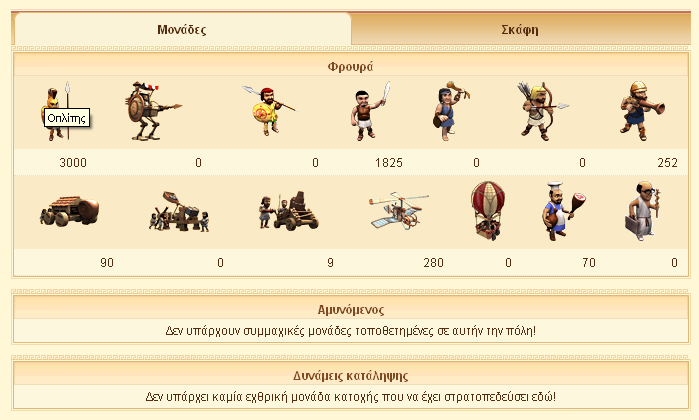 Μονάδες Σκάφη
Φρουρά
Οπλίτης
3000 0 0 1825 0 0 252
90 0 9 280 0 70 0
Αμυνόμενος
Δεν υπάρχουν συμμαχικές μονάδες τοποθετημένες σε αυτήν την πόλη!
Δυνάμεις κατάληψης
Δεν υπάρχει καμία εχθρική μονάδα κατοχής που να έχει στρατοπεδεύσει εδώ!